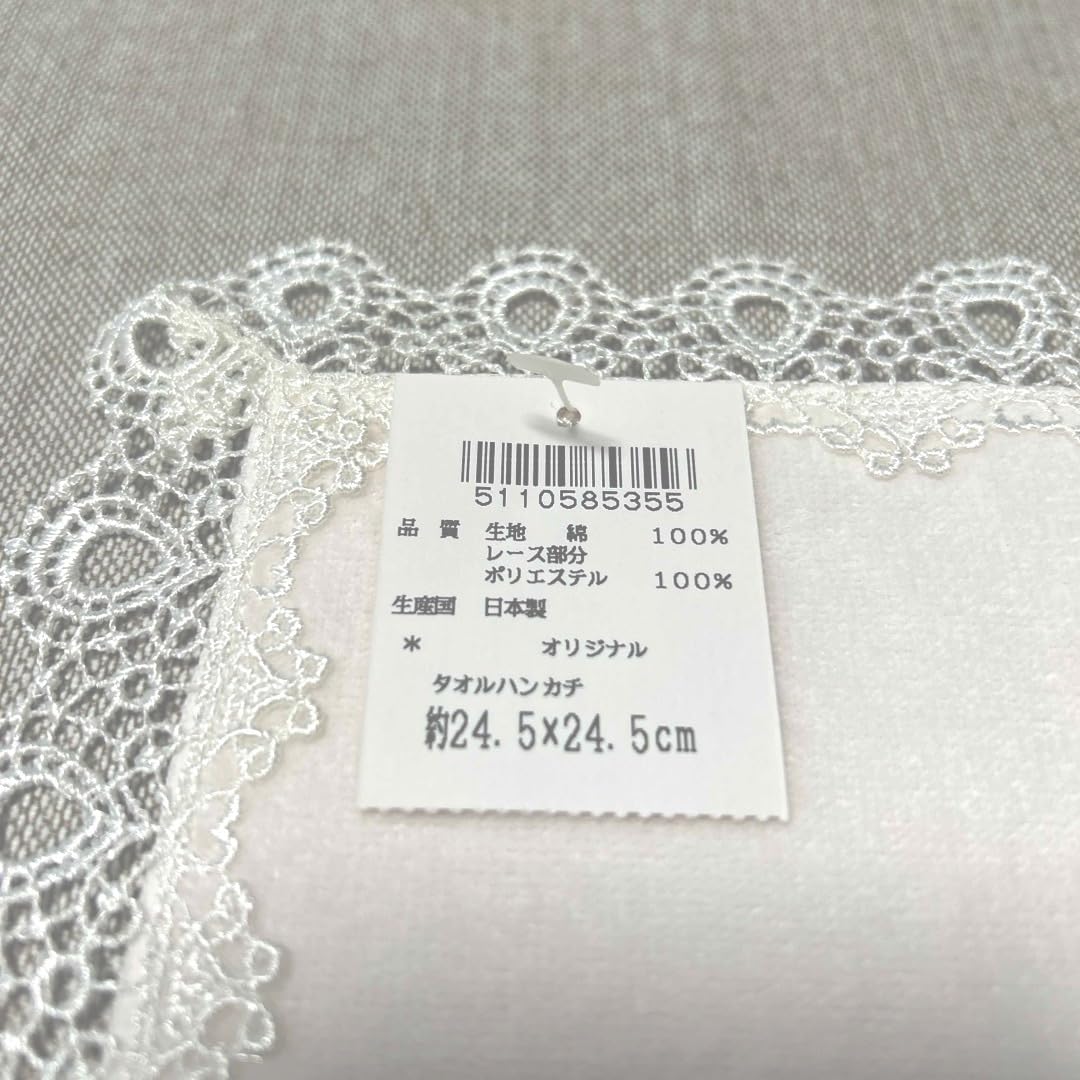 5110585355
品 質 生地 綿 100%
レース部分
ポリエステル 100%
生産国 日本製
* オリジナル
タオルハンカチ
約24.5×24.5cm